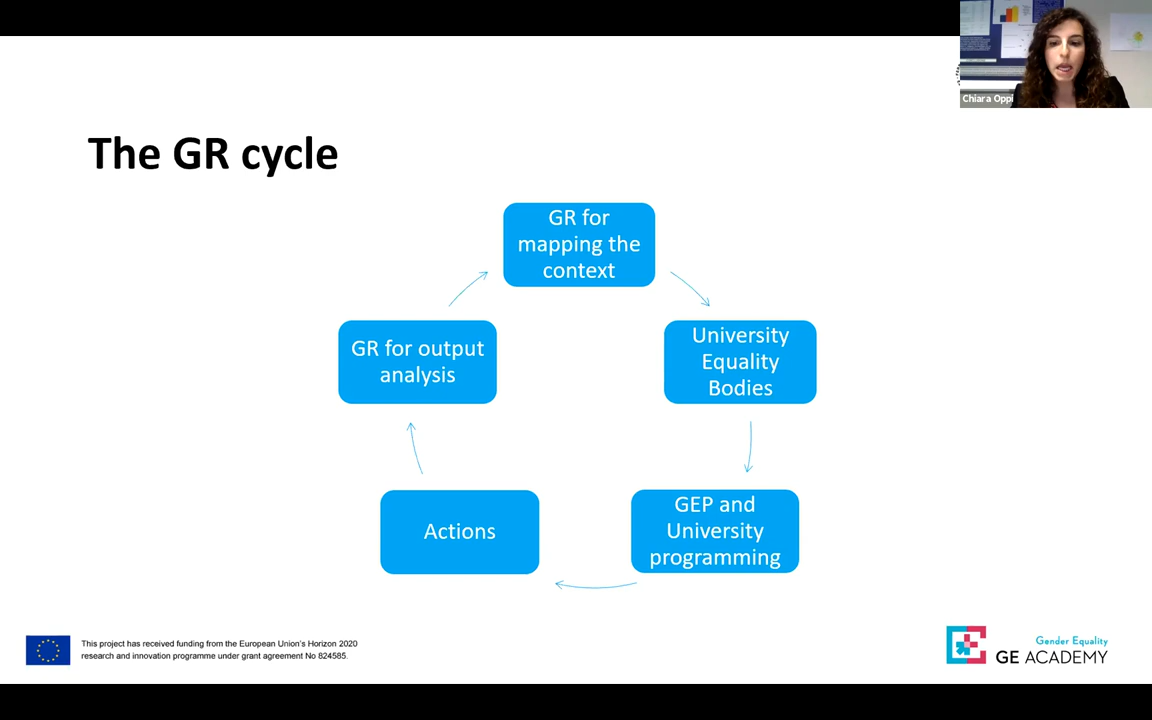 Chiara Oppi
The GR cycle
GR for
mapping the
context
University
Equality
Bodies
GEP and
University
programming
Actions
GR for output
analysis
This project has received funding from the European Union's Horizon 2020
research and innovation programme under grant agreement No 824585.
Gender Equality
GE ACADEMY